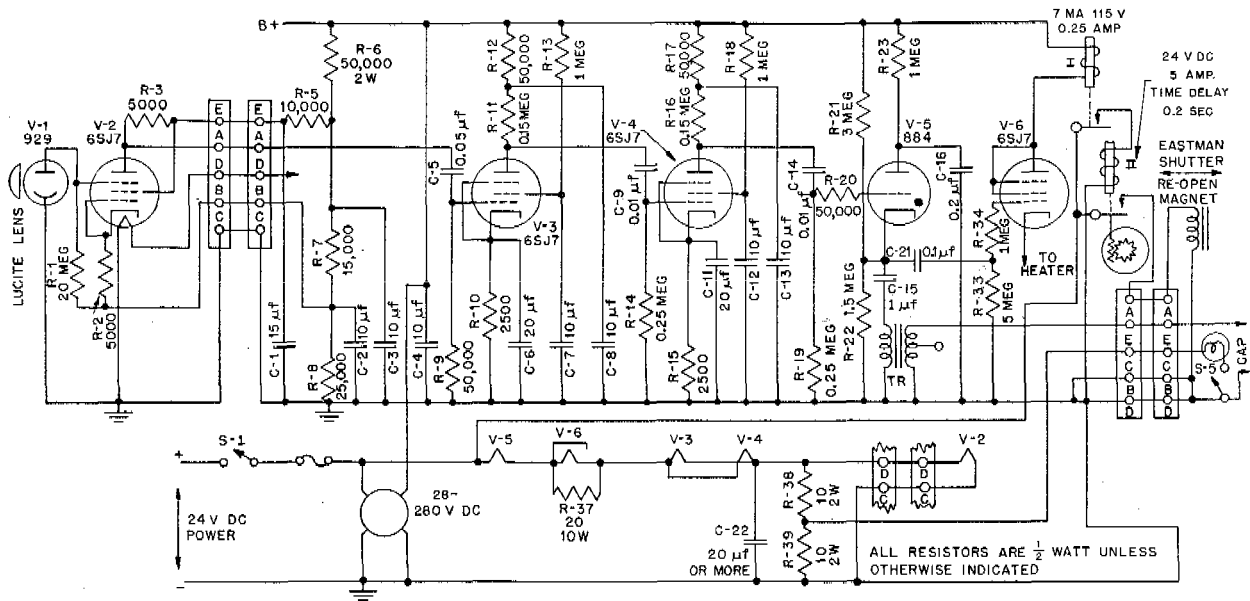 7 MA 115 V
0.25 AMP
B+
R-6
50,000
2W
R-12
50,000
R-13
1 MEG
R-17
50,000
R-18
1 MEG
R-23
1 MEG
I
24 V DC
5 AMP.
TIME DELAY
0.2 SEC
R-3
5000
V-1
929
V-2
6SJ7
R-5
10,000
E
A
D
B
C
E
A
D
B
C
C-5
0.05 µf
R-11
0.15 MEG
V-4
6SJ7
R-16
0.15 MEG
R-21
3 MEG
V-5
884
V-6
6SJ7
II
EASTMAN
SHUTTER
RE-OPEN
MAGNET
C-9
0.01 µf
C-14
0.01 µf
R-20
50,000
C-16
0.2 µf
LUCITE LENS
R-1
20 MEG
R-2
5000
V-3
6SJ7
R-7
15,000
R-34
1 MEG
TO
HEATER
C-21
0.1 µf
C-15
1 µf
R-33
5 MEG
C-1
15 µf
R-8
25,000
C-2
10 µf
C-3
10 µf
C-4
10 µf
R-9
50,000
R-10
2500
C-6
20 µf
C-7
10 µf
C-8
10 µf
R-14
0.25 MEG
R-15
2500
C-11
20 µf
C-12
10 µf
C-13
10 µf
R-19
0.25 MEG
R-22
1.5 MEG
TR
A
E
C
B
D
A
E
C
B
D
S-5
CAP
S-1
+
24 V DC
POWER
−
28-
280 V DC
V-5
V-6
R-37
20
10W
V-3
V-4
C-22
20 µf
OR MORE
R-38
10
2W
R-39
10
2W
D
C
D
C
V-2
ALL RESISTORS ARE ½ WATT UNLESS
OTHERWISE INDICATED